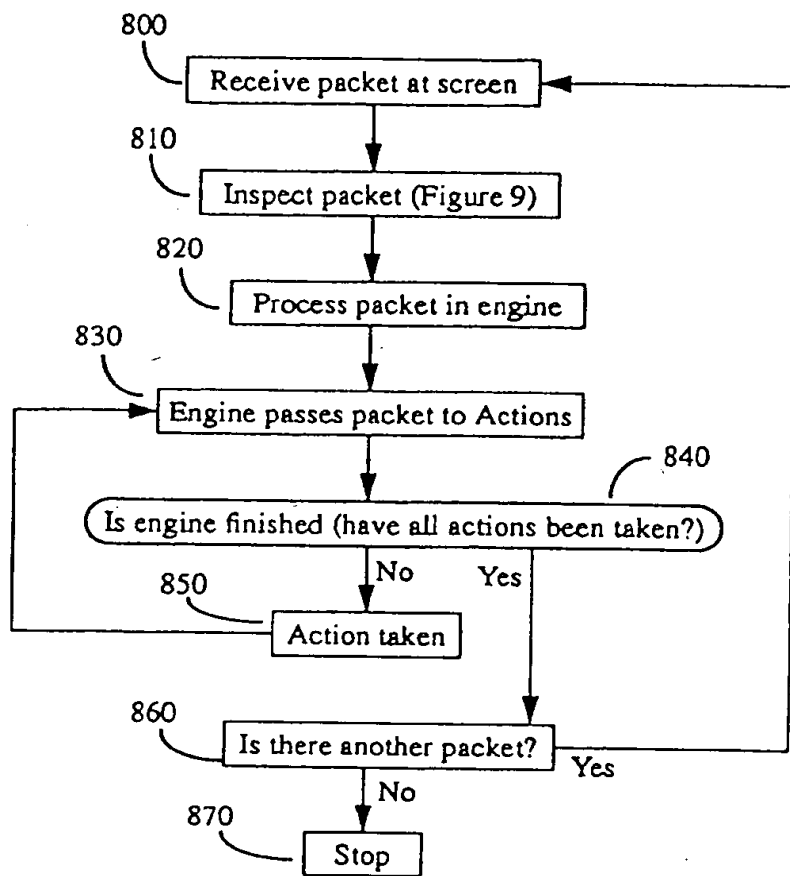 800
Receive packet at screen
810
Inspect packet (Figure 9)
820
Process packet in engine
830
Engine passes packet to Actions
840
Is engine finished (have all actions been taken?)
No
Yes
850
Action taken
860
Is there another packet?
Yes
No
870
Stop